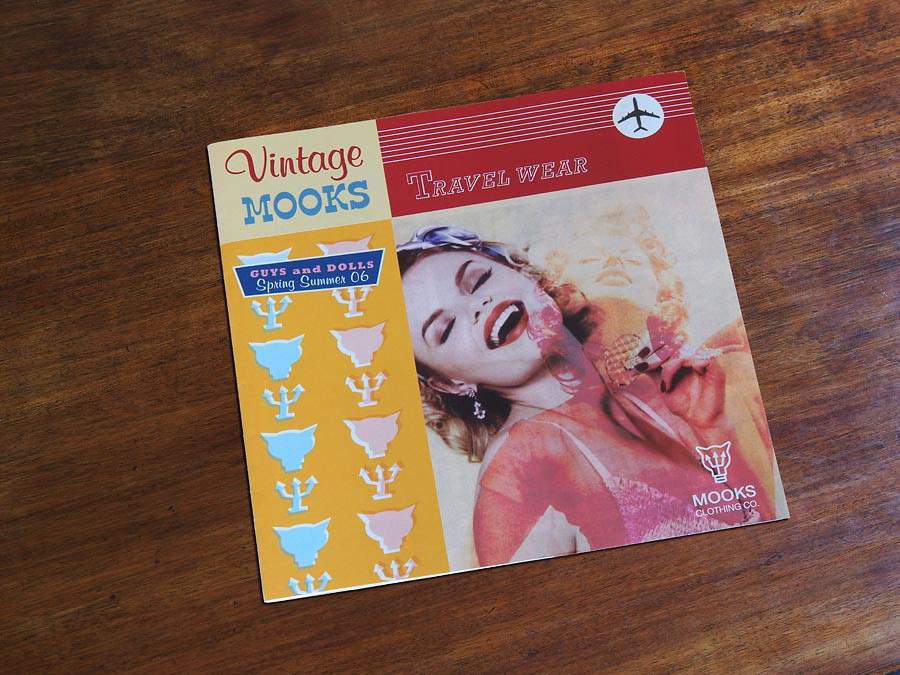 Vintage
MOOKS
GUYS and DOLLS
Spring Summer 06
TRAVEL WEAR
MOOKS
CLOTHING CO.